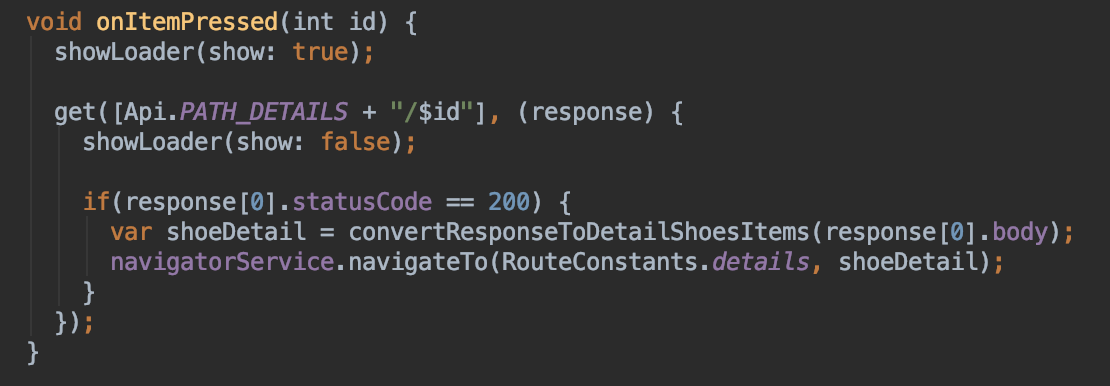 void onItemPressed(int id) {
showLoader(show: true);
get([Api.PATH_DETAILS + "/$id"], (response) {
showLoader(show: false);
if(response[0].statusCode == 200) {
var shoeDetail = convertResponseToDetailShoesItems(response[0].body);
navigatorService.navigateTo(RouteConstants.details, shoeDetail);
}
});
}